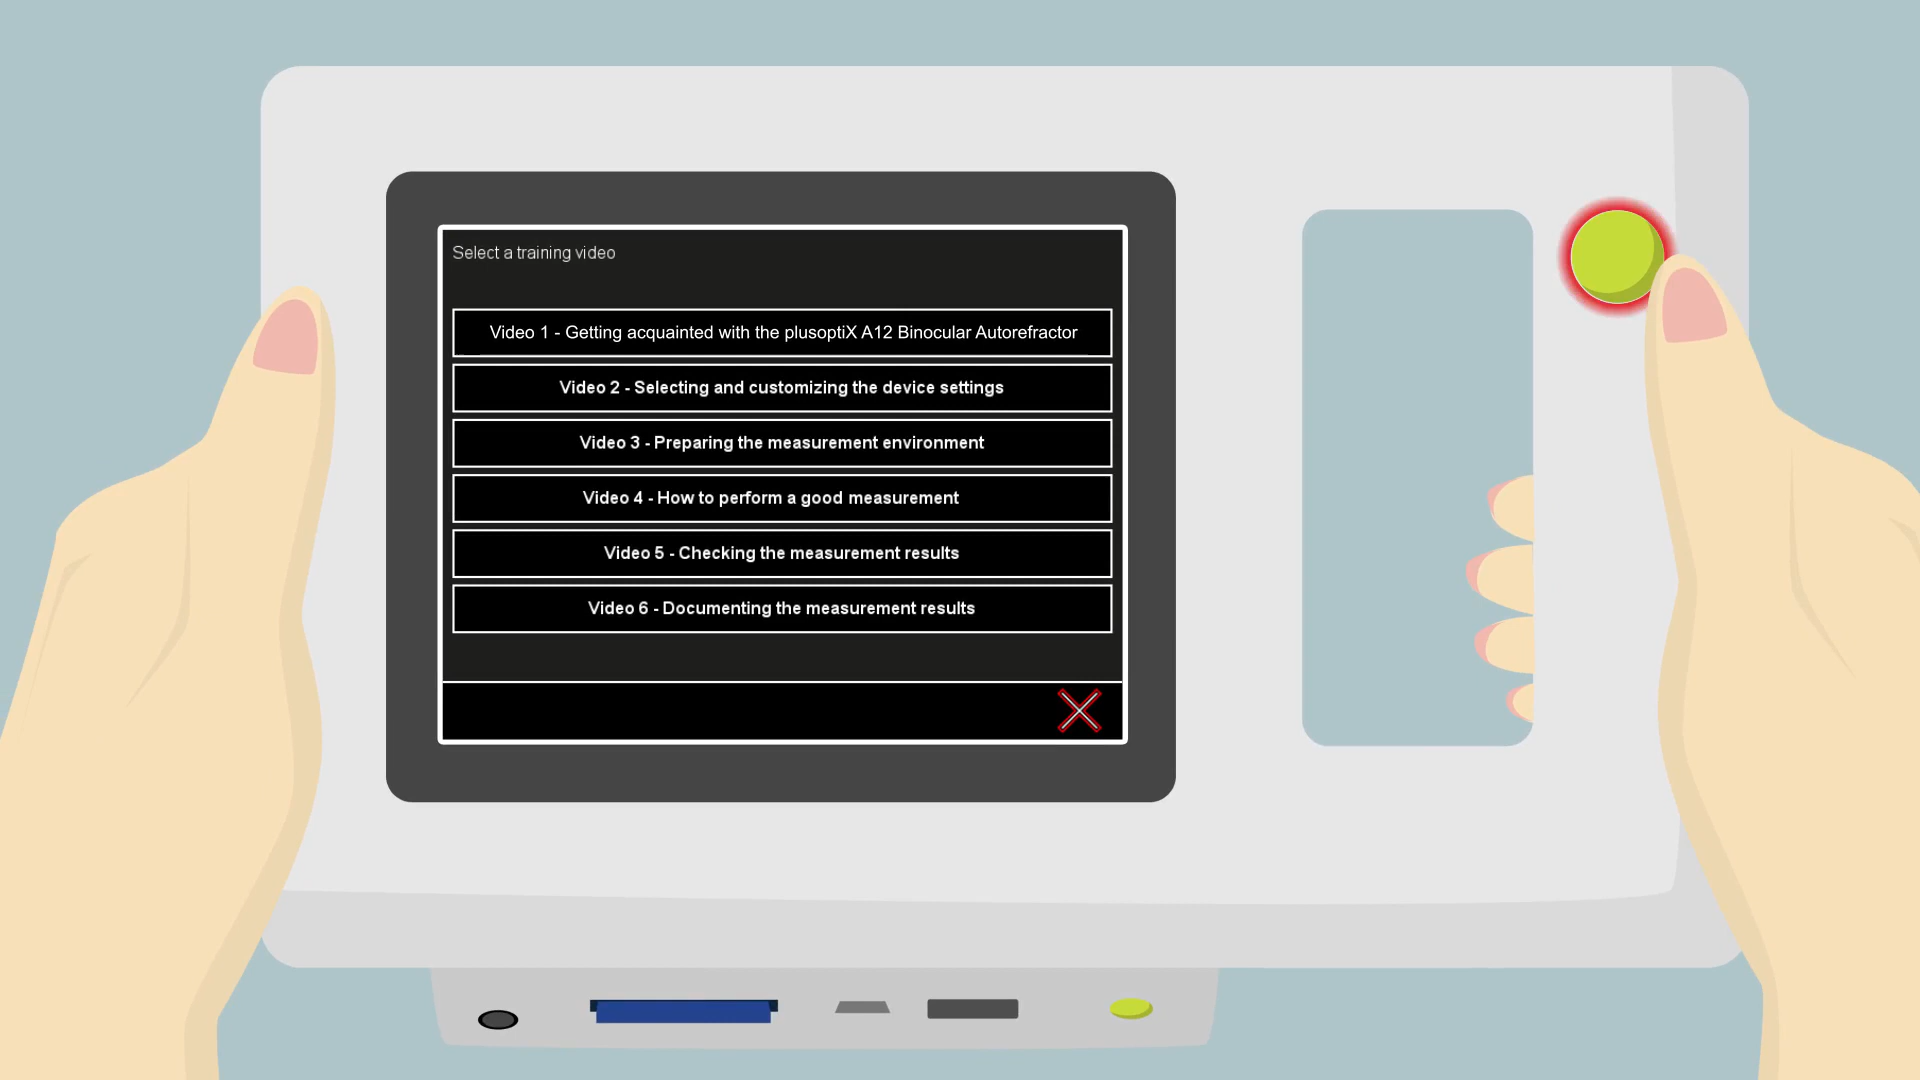 Select a training video
Video 1 - Getting acquainted with the plusoptiX A12 Binocular Autorefractor
Video 2 - Selecting and customizing the device settings
Video 3 - Preparing the measurement environment
Video 4 - How to perform a good measurement
Video 5 - Checking the measurement results
Video 6 - Documenting the measurement results